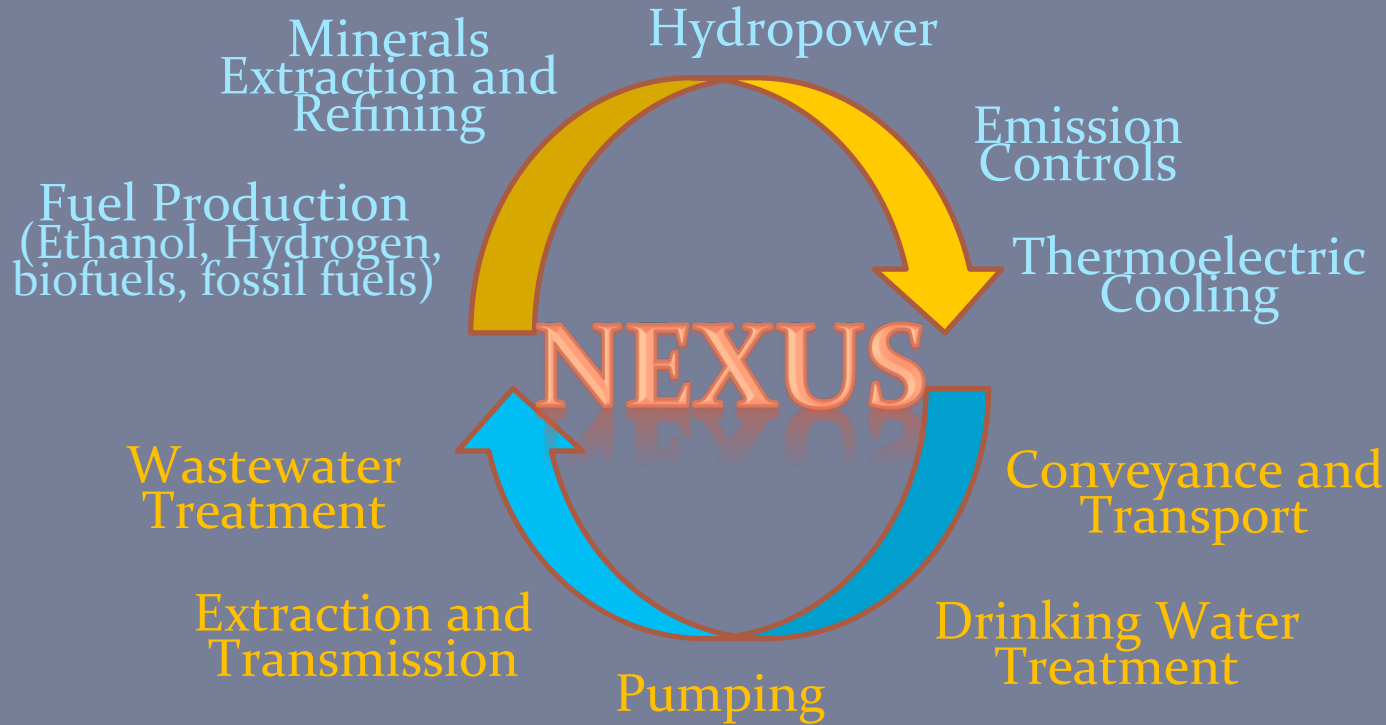 Hydropower
Minerals
Extraction and
Refining
Emission
Controls
Fuel Production
(Ethanol, Hydrogen,
biofuels, fossil fuels)
Thermoelectric
Cooling
NEXUS
Wastewater
Treatment
Conveyance and
Transport
Extraction and
Transmission
Drinking Water
Treatment
Pumping